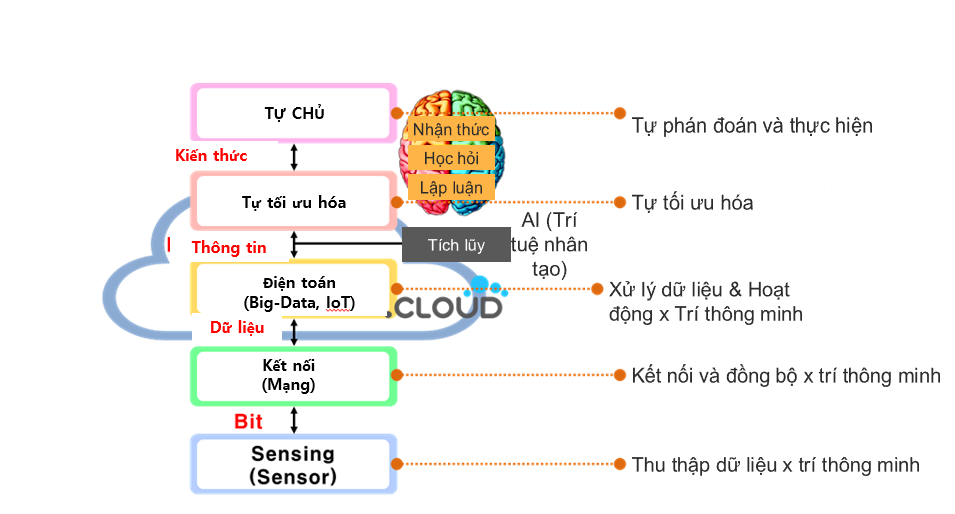 Tự CHỦ
Nhận thức
Tự phán đoán và thực hiện
Kiến thức
Học hỏi
Lập luận
Tự tối ưu hóa
Tự tối ưu hóa
AI (Trí
tuệ nhân
tạo)
Thông tin
Tích lũy
Điện toán
(Big-Data, IoT)
.CLOUD
Xử lý dữ liệu & Hoạt
động x Trí thông minh
Dữ liệu
Kết nối
(Mạng)
Kết nối và đồng bộ x trí thông minh
Bit
Sensing
(Sensor)
Thu thập dữ liệu x trí thông minh